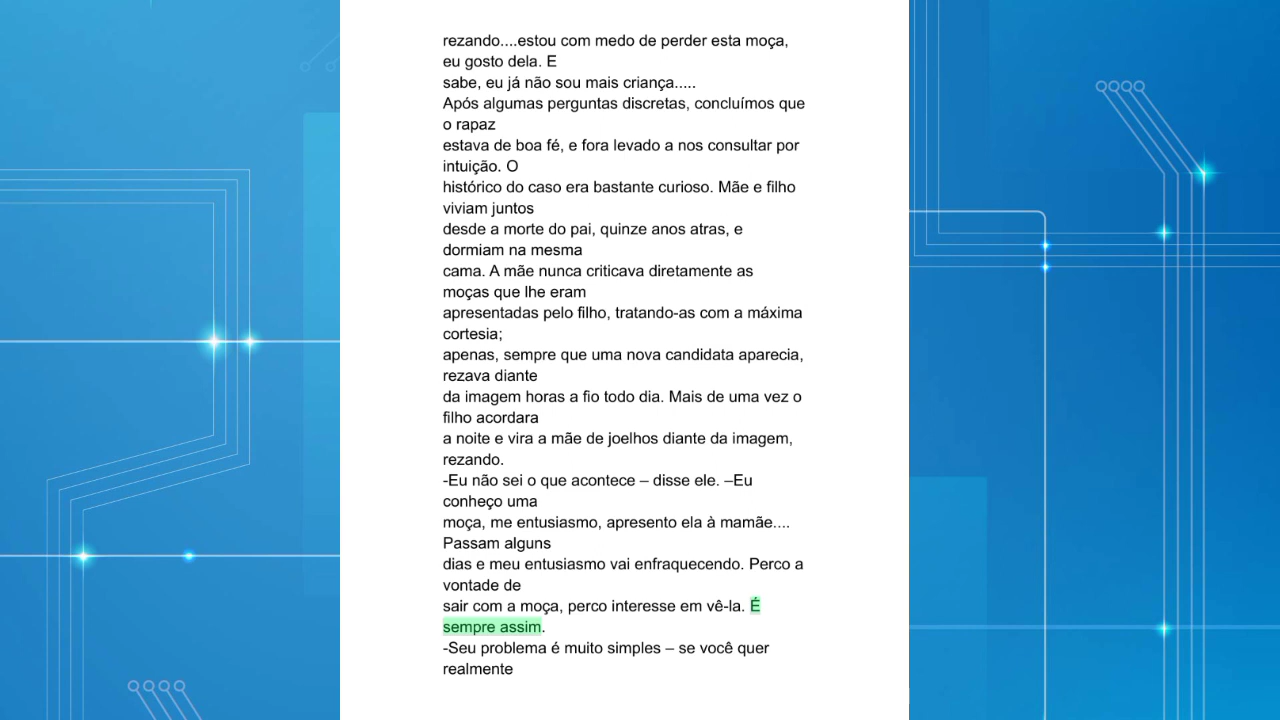 rezando....estou com medo de perder esta moça,
eu gosto dela. E
sabe, eu já não sou mais criança.....
Após algumas perguntas discretas, concluímos que
o rapaz
estava de boa fé, e fora levado a nos consultar por
intuição. O
histórico do caso era bastante curioso. Mãe e filho
viviam juntos
desde a morte do pai, quinze anos atras, e
dormiam na mesma
cama. A mãe nunca criticava diretamente as
moças que lhe eram
apresentadas pelo filho, tratando-as com a máxima
cortesia;
apenas, sempre que uma nova candidata aparecia,
rezava diante
da imagem horas a fio todo dia. Mais de uma vez o
filho acordara
a noite e vira a mãe de joelhos diante da imagem,
rezando.
-Eu não sei o que acontece – disse ele. –Eu
conheço uma
moça, me entusiasmo, apresento ela à mamãe....
Passam alguns
dias e meu entusiasmo vai enfraquecendo. Perco a
vontade de
sair com a moça, perco interesse em vê-la. É
sempre assim.
-Seu problema é muito simples – se você quer
realmente